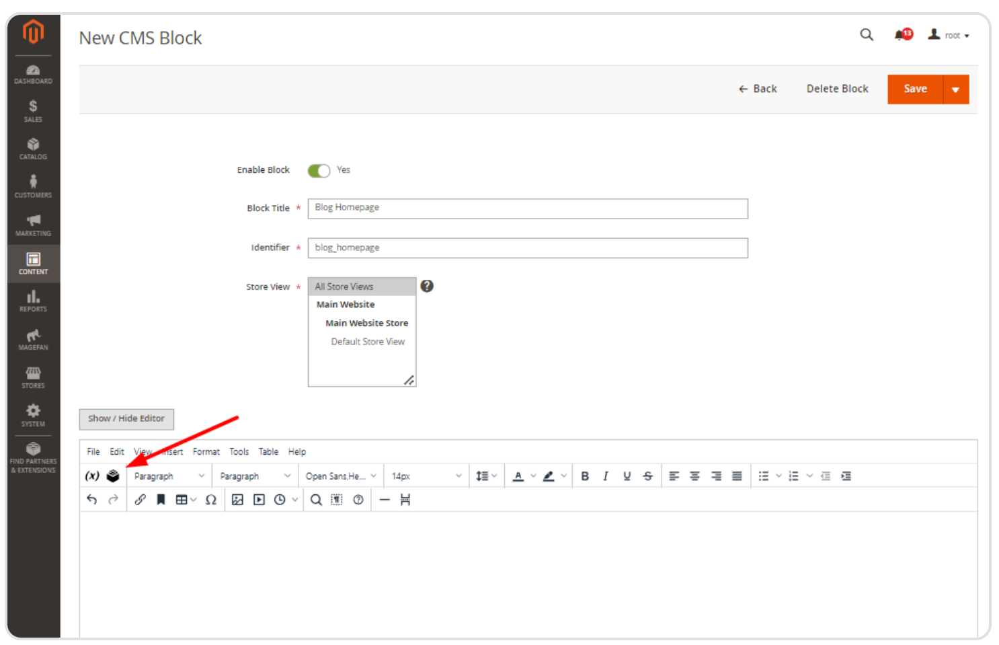 New CMS Block
13
root
DASHBOARD
SALES
CATALOG
CUSTOMERS
MARKETING
CONTENT
REPORTS
MAGEFAN
STORES
SYSTEM
FIND PARTNERS
& EXTENSIONS
← Back
Delete Block
Save
Enable Block
Yes
Block Title *
Blog Homepage
Identifier *
blog_homepage
Store View *
All Store Views
?
Main Website
Main Website Store
Default Store View
Show / Hide Editor
File Edit View Insert Format Tools Table Help
(x) Paragraph Paragraph Open Sans,He... 14px A B I U S
Ω